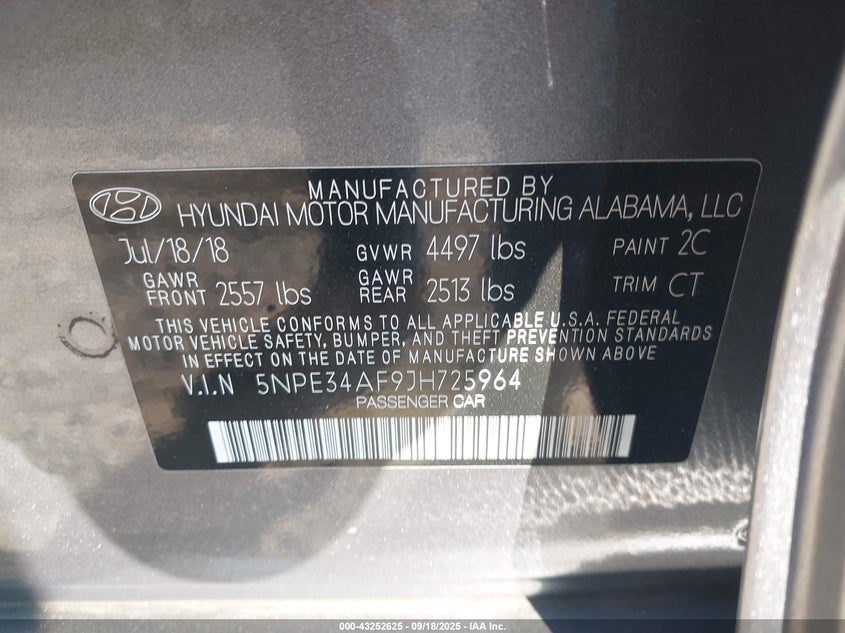 MANUFACTURED BY
HYUNDAI MOTOR MANUFACTURING ALABAMA, LLC
Jul/18/18 GVWR 4497 lbs PAINT 2C
GAWR FRONT 2557 lbs GAWR REAR 2513 lbs TRIM CT
THIS VEHICLE CONFORMS TO ALL APPLICABLE U.S.A. FEDERAL
MOTOR VEHICLE SAFETY, BUMPER, AND THEFT PREVENTION STANDARDS
IN EFFECT ON THE DATE OF MANUFACTURE SHOWN ABOVE
V.I.N 5NPE34AF9JH725964
PASSENGER CAR
000-43252625 - 09/18/2025 - IAA Inc.